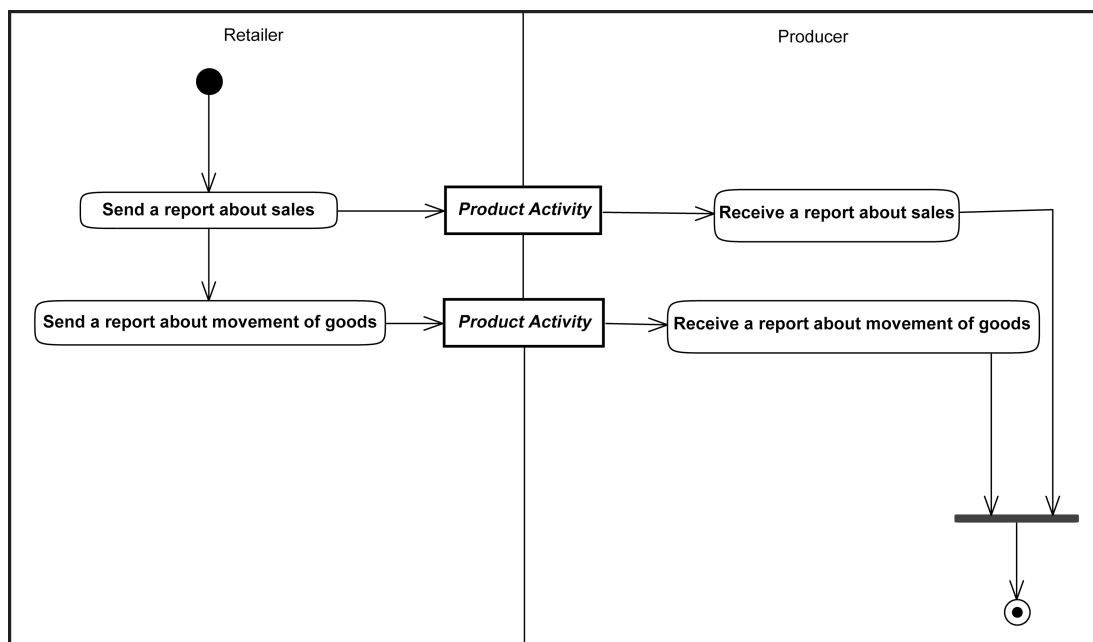 Retailer
Producer
Send a report about sales
Product Activity
Receive a report about sales
Send a report about movement of goods
Product Activity
Receive a report about movement of goods